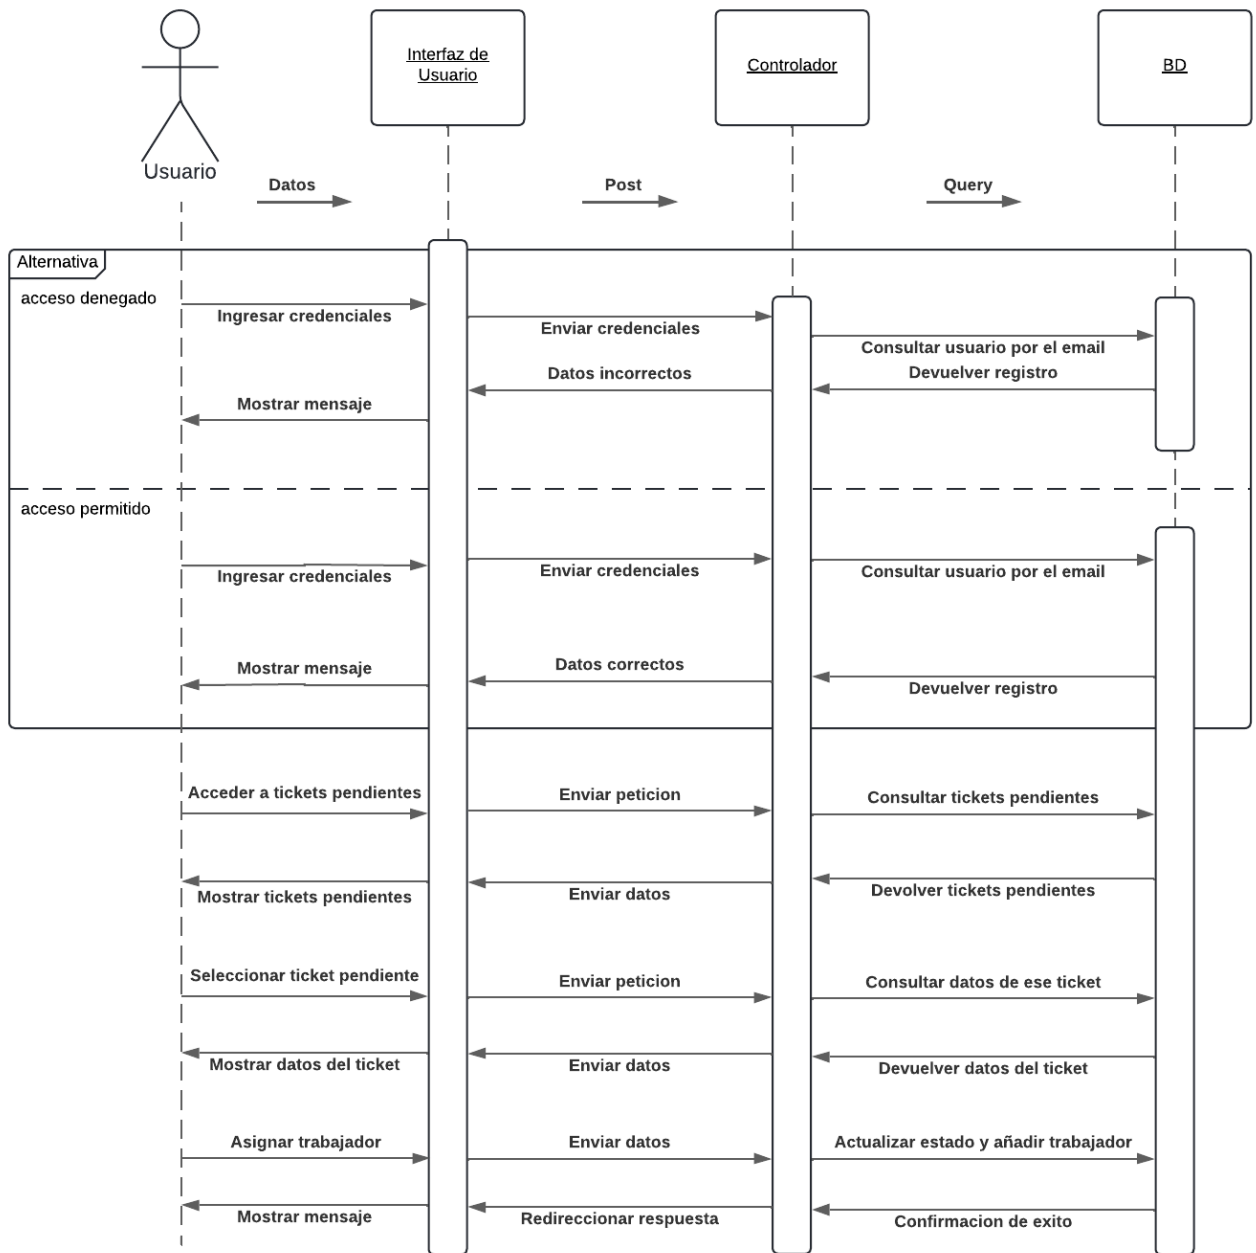 Interfaz de
Usuario
Controlador
BD
Usuario
Datos
Post
Query
Alternativa
acceso denegado
Ingresar credenciales
Enviar credenciales
Consultar usuario por el email
Devuelver registro
Datos incorrectos
Mostrar mensaje
acceso permitido
Ingresar credenciales
Enviar credenciales
Consultar usuario por el email
Devuelver registro
Datos correctos
Mostrar mensaje
Acceder a tickets pendientes
Enviar peticion
Consultar tickets pendientes
Devolver tickets pendientes
Enviar datos
Mostrar tickets pendientes
Seleccionar ticket pendiente
Enviar peticion
Consultar datos de ese ticket
Devuelver datos del ticket
Enviar datos
Mostrar datos del ticket
Asignar trabajador
Enviar datos
Actualizar estado y añadir trabajador
Confirmacion de exito
Redireccionar respuesta
Mostrar mensaje